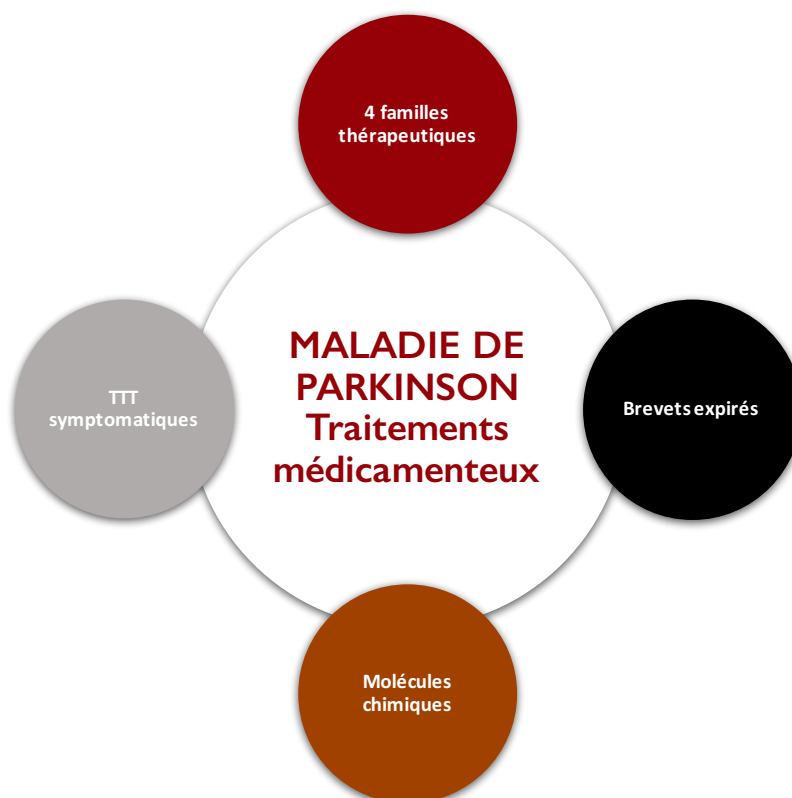 4 familles
thérapeutiques
MALADIE DE
PARKINSON
Traitements
médicamenteux
TTT
symptomatiques
Brevets expirés
Molécules
chimiques